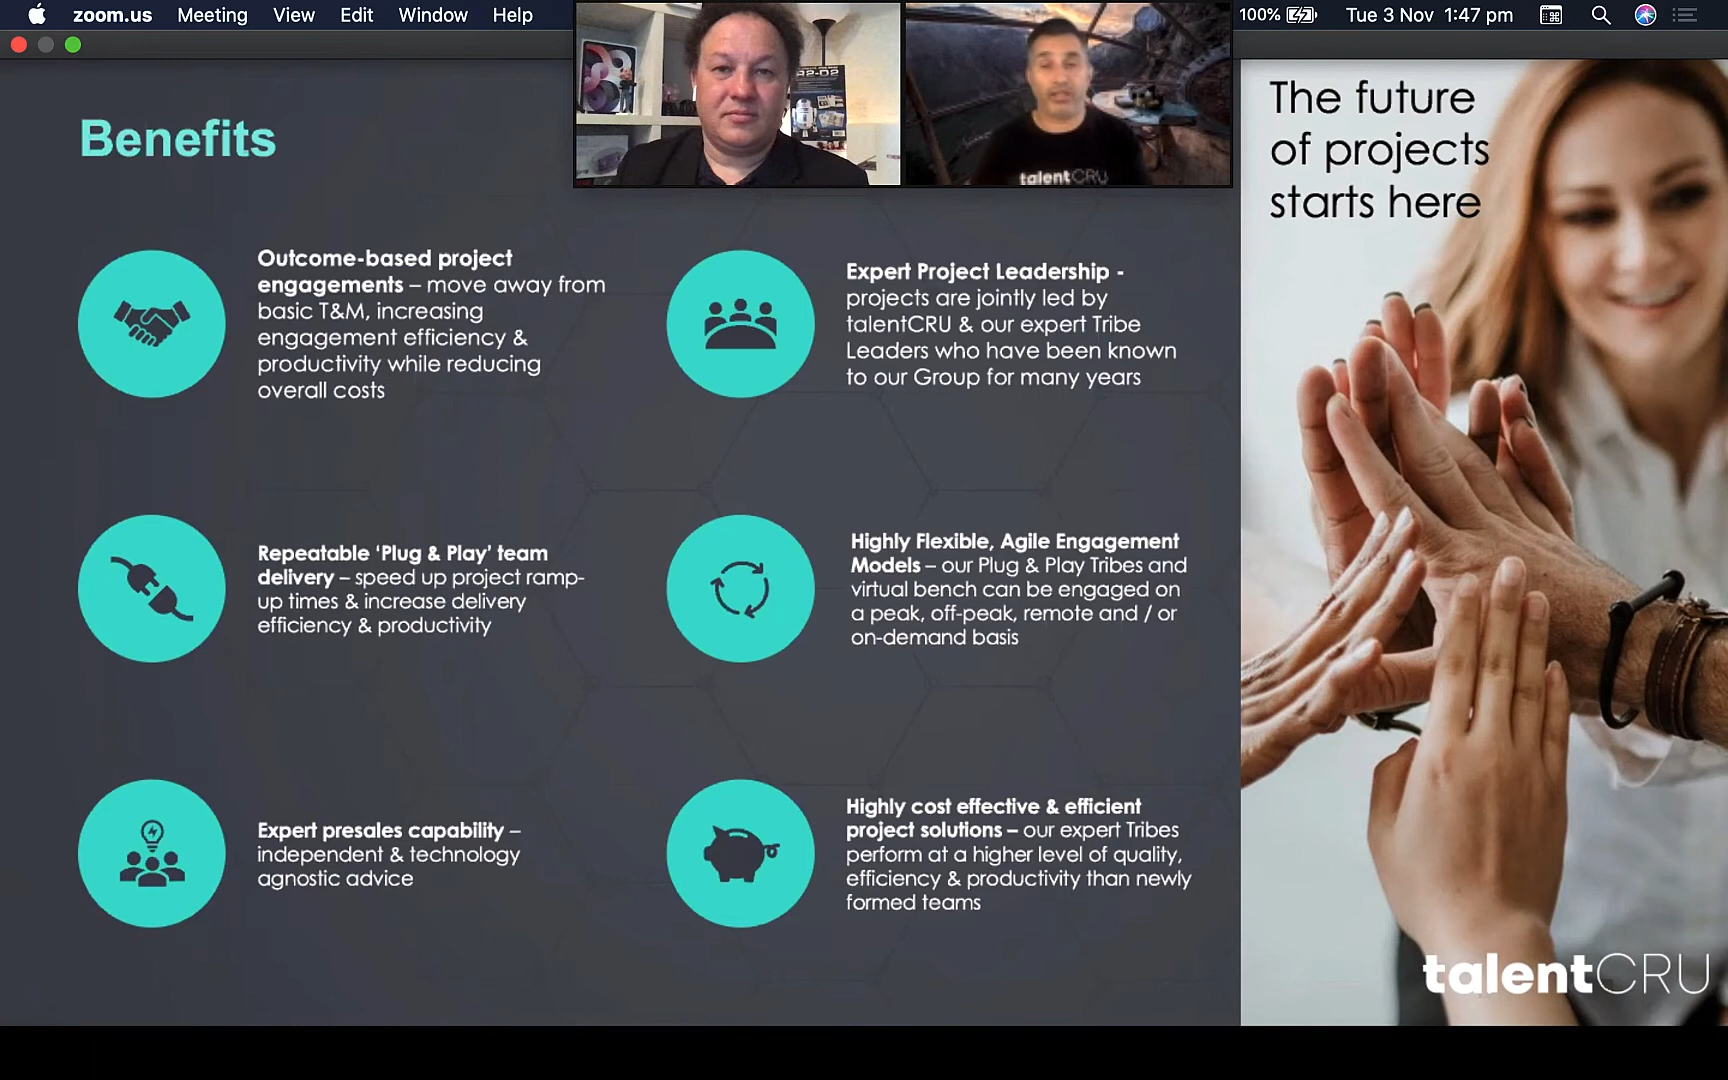 zoom.us Meeting View Edit Window Help
100% Tue 3 Nov 1:47 pm
R2-D2
talentCRU
Benefits
Outcome-based project
engagements – move away from
basic T&M, increasing
engagement efficiency &
productivity while reducing
overall costs
Expert Project Leadership -
projects are jointly led by
talentCRU & our expert Tribe
Leaders who have been known
to our Group for many years
Repeatable ‘Plug & Play’ team
delivery – speed up project ramp-
up times & increase delivery
efficiency & productivity
Highly Flexible, Agile Engagement
Models – our Plug & Play Tribes and
virtual bench can be engaged on
a peak, off-peak, remote and / or
on-demand basis
Expert presales capability –
independent & technology
agnostic advice
Highly cost effective & efficient
project solutions – our expert Tribes
perform at a higher level of quality,
efficiency & productivity than newly
formed teams
The future
of projects
starts here
talentCRU